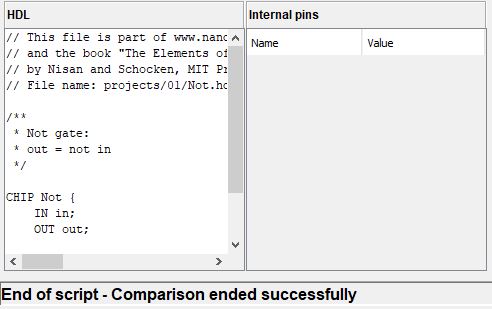 HDL
// This file is part of www.nand
// and the book "The Elements of
// by Nisan and Schocken, MIT Pr
// File name: projects/01/Not.hd
/**
* Not gate:
* out = not in
*/
CHIP Not {
IN in;
OUT out;
Internal pins
Name Value
End of script - Comparison ended successfully